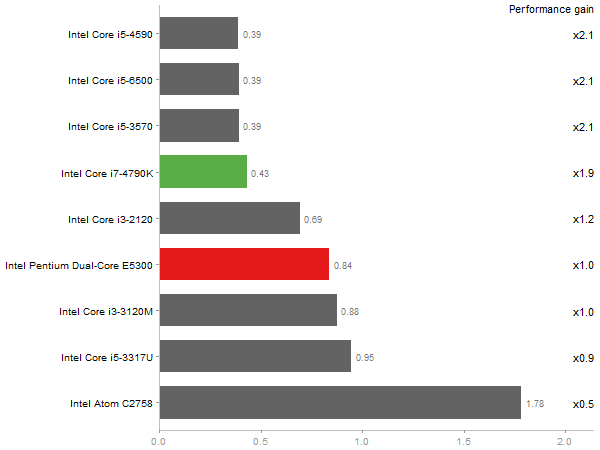 Performance gain
Intel Core i5-4590 0.39 x2.1
Intel Core i5-6500 0.39 x2.1
Intel Core i5-3570 0.39 x2.1
Intel Core i7-4790K 0.43 x1.9
Intel Core i3-2120 0.69 x1.2
Intel Pentium Dual-Core E5300 0.84 x1.0
Intel Core i3-3120M 0.88 x1.0
Intel Core i5-3317U 0.95 x0.9
Intel Atom C2758 1.78 x0.5
0.0 0.5 1.0 1.5 2.0